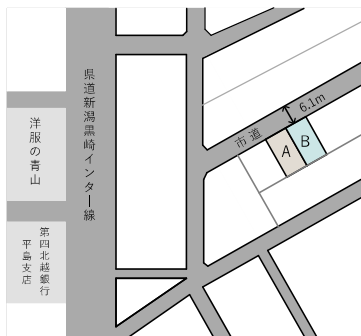 県道新潟黒崎インター線
洋服の青山
第四北越銀行
平島支店
市道
6.1m
A
B